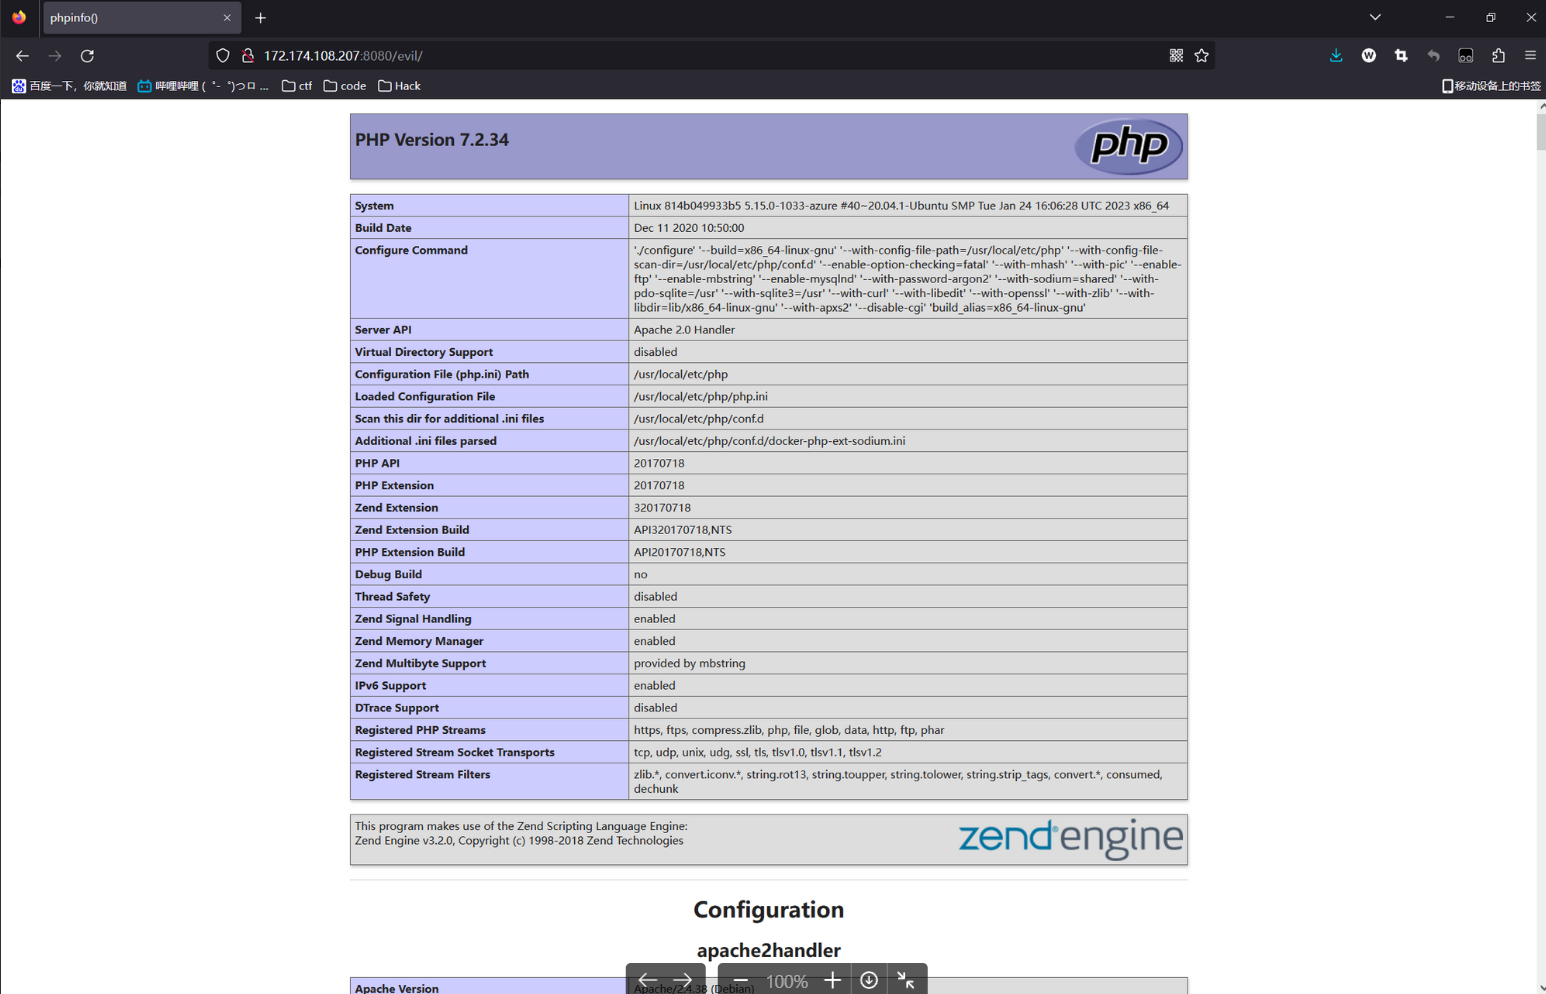 phpinfo()
172.174.108.207:8080/evil/
百度一下，你就知道
哔哩哔哩 ( ゜- ゜)つロ ...
ctf
code
Hack
移动设备上的书签
PHP Version 7.2.34
php
System Linux 814b049933b5 5.15.0-1033-azure #40~20.04.1-Ubuntu SMP Tue Jan 24 16:06:28 UTC 2023 x86_64
Build Date Dec 11 2020 10:50:00
Configure Command './configure' '--build=x86_64-linux-gnu' '--with-config-file-path=/usr/local/etc/php' '--with-config-file-
scan-dir=/usr/local/etc/php/conf.d' '--enable-option-checking=fatal' '--with-mhash' '--with-pic' '--enable-
ftp' '--enable-mbstring' '--enable-mysqlnd' '--with-password-argon2' '--with-sodium=shared' '--with-
pdo-sqlite=/usr' '--with-sqlite3=/usr' '--with-curl' '--with-libedit' '--with-openssl' '--with-zlib' '--with-
libdir=lib/x86_64-linux-gnu' '--with-apxs2' '--disable-cgi' 'build_alias=x86_64-linux-gnu'
Server API Apache 2.0 Handler
Virtual Directory Support disabled
Configuration File (php.ini) Path /usr/local/etc/php
Loaded Configuration File /usr/local/etc/php/php.ini
Scan this dir for additional .ini files /usr/local/etc/php/conf.d
Additional .ini files parsed /usr/local/etc/php/conf.d/docker-php-ext-sodium.ini
PHP API 20170718
PHP Extension 20170718
Zend Extension 320170718
Zend Extension Build API320170718,NTS
PHP Extension Build API20170718,NTS
Debug Build no
Thread Safety disabled
Zend Signal Handling enabled
Zend Memory Manager enabled
Zend Multibyte Support provided by mbstring
IPv6 Support enabled
DTrace Support disabled
Registered PHP Streams https, ftps, compress.zlib, php, file, glob, data, http, ftp, phar
Registered Stream Socket Transports tcp, udp, unix, udg, ssl, tls, tlsv1.0, tlsv1.1, tlsv1.2
Registered Stream Filters zlib.*, convert.iconv.*, string.rot13, string.toupper, string.tolower, string.strip_tags, convert.*, consumed,
dechunk
This program makes use of the Zend Scripting Language Engine:
Zend Engine v3.2.0, Copyright (c) 1998-2018 Zend Technologies
zend engine
Configuration
apache2handler
100%
Apache Version Apache/2.4.38 (Debian)